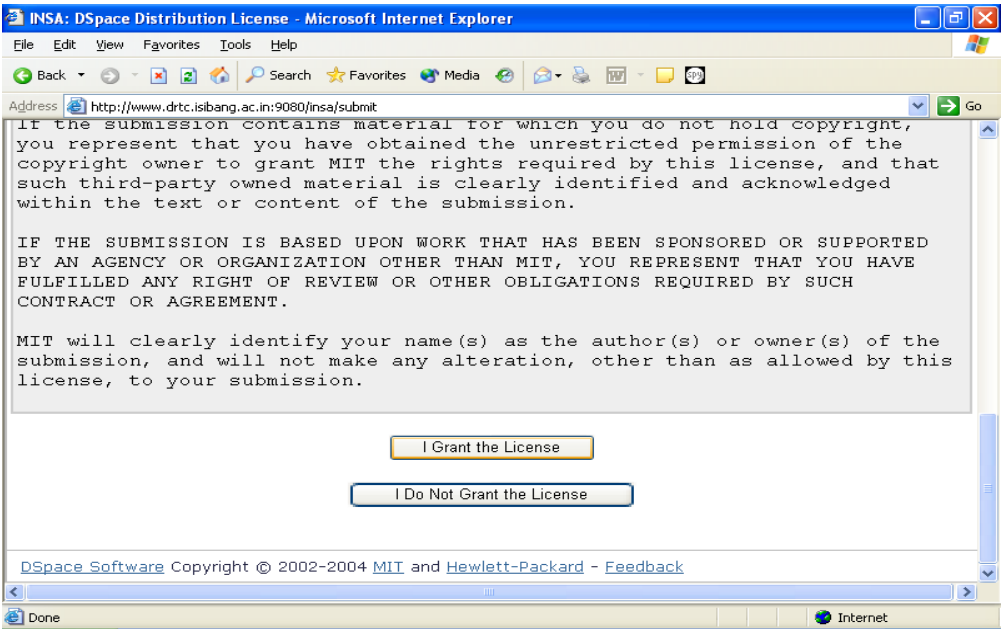 INSA: DSpace Distribution License - Microsoft Internet Explorer
File Edit View Favorites Tools Help
Back Search Favorites Media W SPY
Address http://www.drtc.isibang.ac.in:9080/insa/submit Go
If the submission contains material for which you do not hold copyright,
you represent that you have obtained the unrestricted permission of the
copyright owner to grant MIT the rights required by this license, and that
such third-party owned material is clearly identified and acknowledged
within the text or content of the submission.
IF THE SUBMISSION IS BASED UPON WORK THAT HAS BEEN SPONSORED OR SUPPORTED
BY AN AGENCY OR ORGANIZATION OTHER THAN MIT, YOU REPRESENT THAT YOU HAVE
FULFILLED ANY RIGHT OF REVIEW OR OTHER OBLIGATIONS REQUIRED BY SUCH
CONTRACT OR AGREEMENT.
MIT will clearly identify your name(s) as the author(s) or owner(s) of the
submission, and will not make any alteration, other than as allowed by this
license, to your submission.
I Grant the License
I Do Not Grant the License
DSpace Software Copyright © 2002-2004 MIT and Hewlett-Packard - Feedback
Done Internet